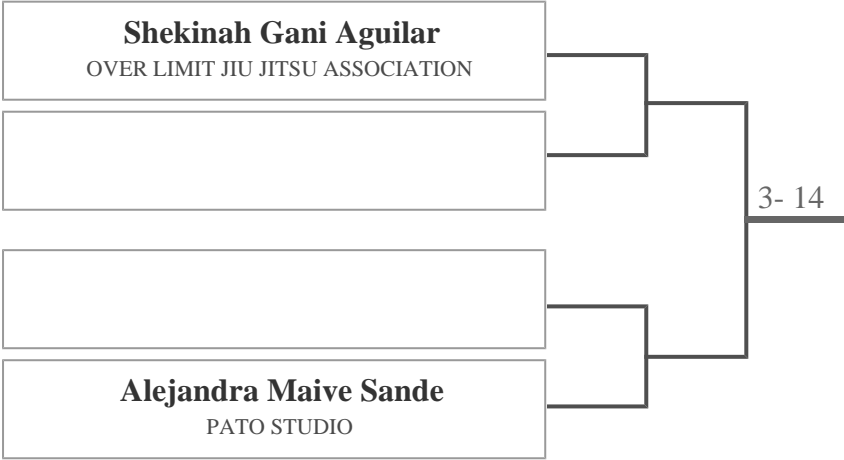 Shekinah Gani Aguilar
OVER LIMIT JIU JITSU ASSOCIATION
3- 14
Alejandra Maive Sande
PATO STUDIO